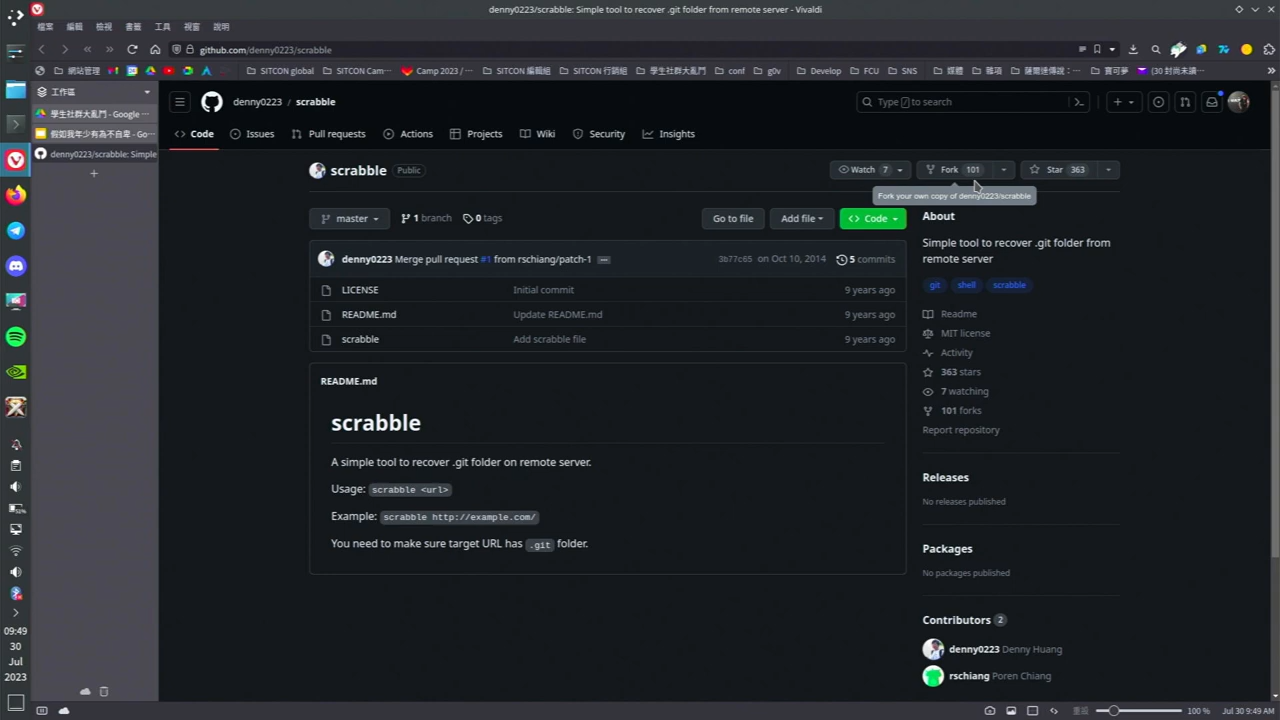 denny0223/scrabble: Simple tool to recover .git folder from remote server - Vivaldi
檔案 編輯 檢視 書籤 工具 視窗 說明
github.com/denny0223/scrabble
網站管理 SITCON global SITCON Cam… Camp 2023 / … SITCON 編輯組 SITCON 行銷組 學生社群大亂鬥 conf g0v Develop FCU SNS 媒體 雜項 薩爾達傳說：… 寶可夢 (30 封尚未讀…
工作區
學生社群大亂鬥 - Google …
假如我年少有為不自卑 - Go…
denny0223/scrabble: Simple
denny0223 / scrabble
Type / to search
Code Issues Pull requests Actions Projects Wiki Security Insights
scrabble Public
Watch 7 Fork 101 Star 363
Fork your own copy of denny0223/scrabble
master 1 branch 0 tags Go to file Add file Code
denny0223 Merge pull request #1 from rschiang/patch-1 … 3b77c65 on Oct 10, 2014 5 commits
LICENSE Initial commit 9 years ago
README.md Update README.md 9 years ago
scrabble Add scrabble file 9 years ago
README.md
scrabble
A simple tool to recover .git folder on remote server.
Usage: scrabble <url>
Example: scrabble http://example.com/
You need to make sure target URL has .git folder.
About
Simple tool to recover .git folder from
remote server
git shell scrabble
Readme
MIT license
Activity
363 stars
7 watching
101 forks
Report repository
Releases
No releases published
Packages
No packages published
Contributors 2
denny0223 Denny Huang
rschiang Poren Chiang
09:49
30
Jul
2023
重設 100 % Jul 30 9:49 AM